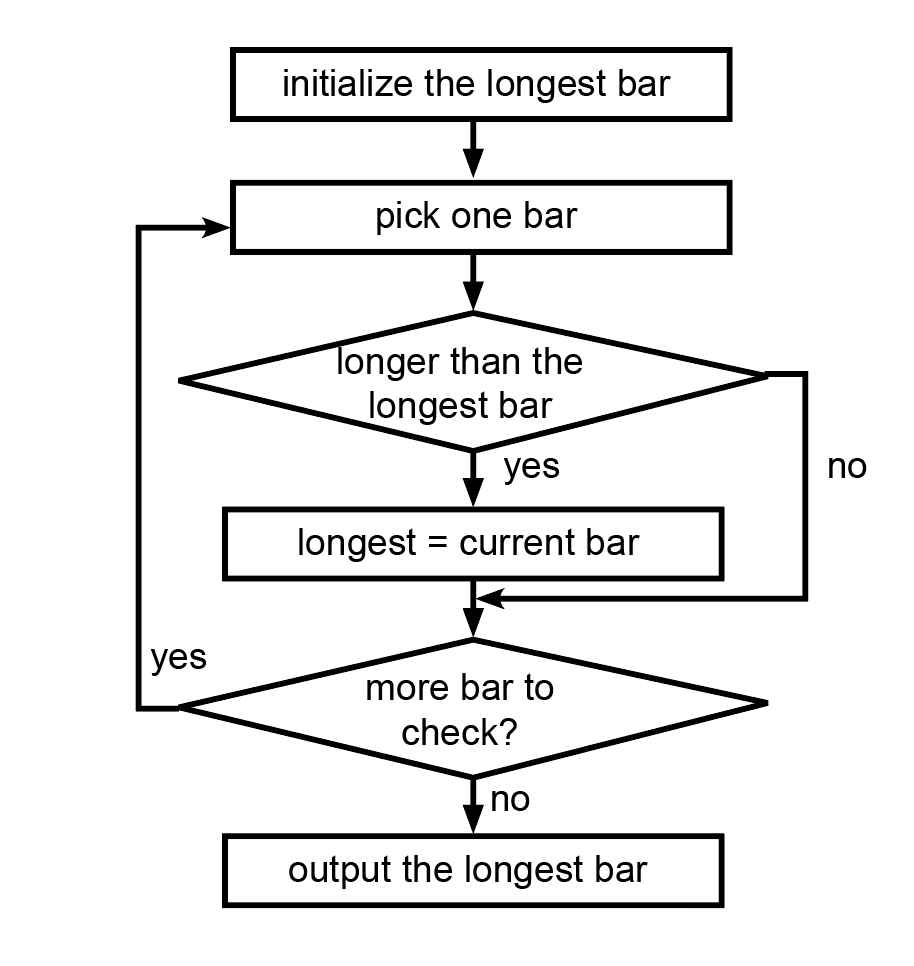 initialize the longest bar
pick one bar
longer than the
longest bar
yes
no
longest = current bar
yes
more bar to
check?
no
output the longest bar